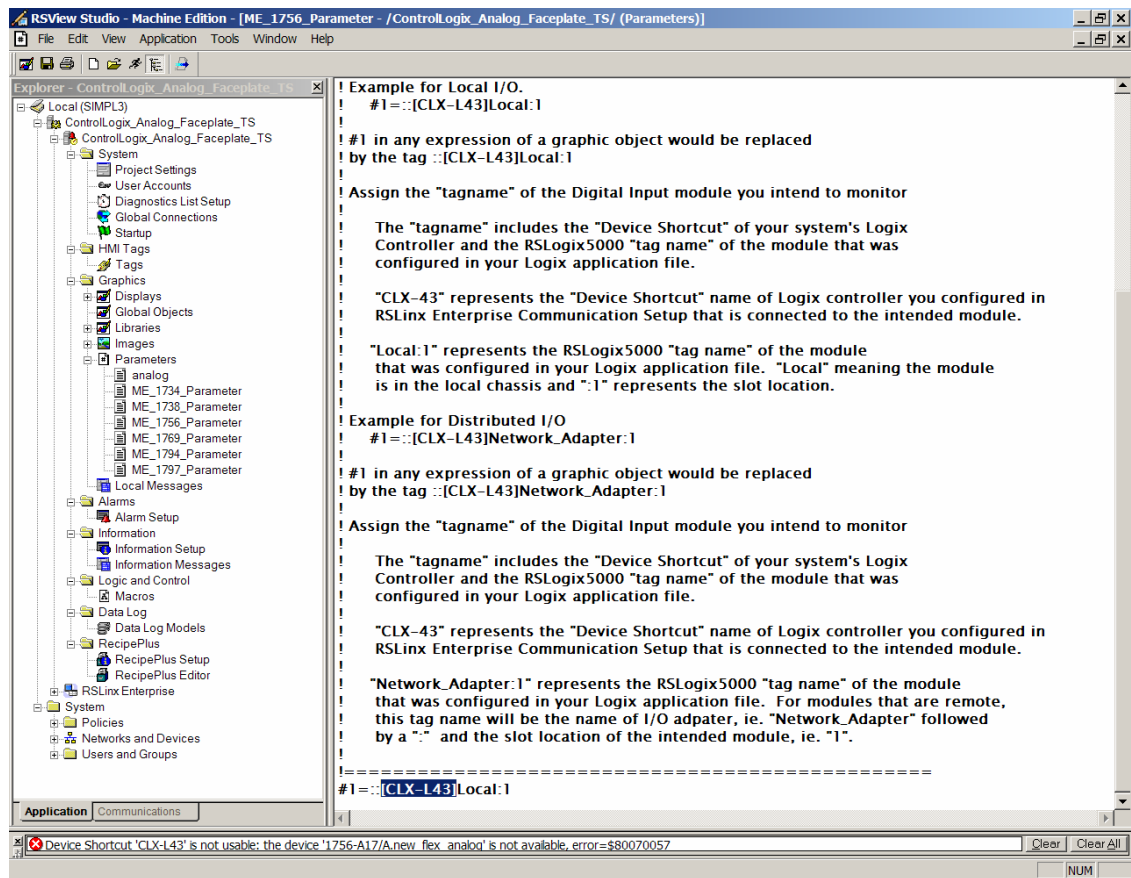 RSView Studio - Machine Edition - [ME_1756_Parameter - /ControlLogix_Analog_Faceplate_TS/ (Parameters)]
File Edit View Application Tools Window Help
Explorer - ControlLogix_Analog_Faceplate_TS
Local (SIMPL3)
ControlLogix_Analog_Faceplate_TS
ControlLogix_Analog_Faceplate_TS
System
Project Settings
User Accounts
Diagnostics List Setup
Global Connections
Startup
HMI Tags
Tags
Graphics
Displays
Global Objects
Libraries
Images
Parameters
analog
ME_1734_Parameter
ME_1738_Parameter
ME_1756_Parameter
ME_1769_Parameter
ME_1794_Parameter
ME_1797_Parameter
Local Messages
Alarms
Alarm Setup
Information
Information Setup
Information Messages
Logic and Control
Macros
Data Log
Data Log Models
RecipePlus
RecipePlus Setup
RecipePlus Editor
RSLinx Enterprise
System
Policies
Networks and Devices
Users and Groups
Application Communications
! Example for Local I/O.
! #1=::[CLX-L43]Local:1
!
! #1 in any expression of a graphic object would be replaced
! by the tag ::[CLX-L43]Local:1
!
! Assign the "tagname" of the Digital Input module you intend to monitor
!
! The "tagname" includes the "Device Shortcut" of your system's Logix
! Controller and the RSLogix5000 "tag name" of the module that was
! configured in your Logix application file.
!
! "CLX-43" represents the "Device Shortcut" name of Logix controller you configured in
! RSLinx Enterprise Communication Setup that is connected to the intended module.
!
! "Local:1" represents the RSLogix5000 "tag name" of the module
! that was configured in your Logix application file. "Local" meaning the module
! is in the local chassis and ":1" represents the slot location.
!
! Example for Distributed I/O
! #1=::[CLX-L43]Network_Adapter:1
!
! #1 in any expression of a graphic object would be replaced
! by the tag ::[CLX-L43]Network_Adapter:1
!
! Assign the "tagname" of the Digital Input module you intend to monitor
!
! The "tagname" includes the "Device Shortcut" of your system's Logix
! Controller and the RSLogix5000 "tag name" of the module that was
! configured in your Logix application file.
!
! "CLX-43" represents the "Device Shortcut" name of Logix controller you configured in
! RSLinx Enterprise Communication Setup that is connected to the intended module.
!
! "Network_Adapter:1" represents the RSLogix5000 "tag name" of the module
! that was configured in your Logix application file. For modules that are remote,
! this tag name will be the name of I/O adpater, ie. "Network_Adapter" followed
! by a ":" and the slot location of the intended module, ie. "1".
!
!================================================
#1=::[CLX-L43]Local:1
Device Shortcut 'CLX-L43' is not usable: the device '1756-A17/A.new_flex_analog' is not available, error=$80070057
Clear Clear All
NUM